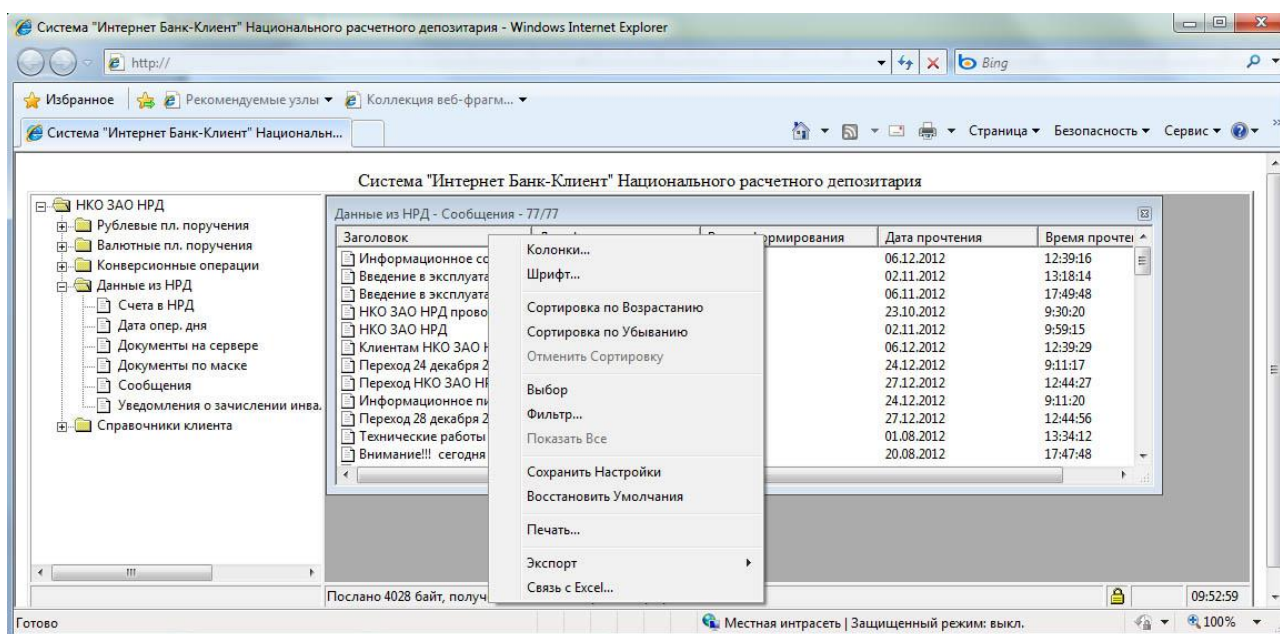 Система "Интернет Банк-Клиент" Национального расчетного депозитария - Windows Internet Explorer
http://
Bing
Избранное
Рекомендуемые узлы
Коллекция веб-фрагм...
Система "Интернет Банк-Клиент" Национальн...
Страница
Безопасность
Сервис
Система "Интернет Банк-Клиент" Национального расчетного депозитария
НКО ЗАО НРД
Рублевые пл. поручения
Валютные пл. поручения
Конверсионные операции
Данные из НРД
Счета в НРД
Дата опер. дня
Документы на сервере
Документы по маске
Сообщения
Уведомления о зачислении инва.
Справочники клиента
Данные из НРД - Сообщения - 77/77
Заголовок Дата прочтения Время прочте
Информационное 06.12.2012 12:39:16
Введение в эксплуата 02.11.2012 13:18:14
Введение в эксплуата 06.11.2012 17:49:48
НКО ЗАО НРД прово 23.10.2012 9:30:20
НКО ЗАО НРД 02.11.2012 9:59:15
Клиентам НКО ЗАО 06.12.2012 12:39:29
Переход 24 декабря 2 24.12.2012 9:11:17
Переход НКО ЗАО 27.12.2012 12:44:27
Информационное 24.12.2012 9:11:20
Переход 28 декабря 2 27.12.2012 12:44:56
Технические работы 01.08.2012 13:34:12
Внимание!!! сегодня 20.08.2012 17:47:48
Колонки...
Шрифт...
Сортировка по Возрастанию
Сортировка по Убыванию
Отменить Сортировку
Выбор
Фильтр...
Показать Все
Сохранить Настройки
Восстановить Умолчания
Печать...
Экспорт
Связь с Excel...
Послано 4028 байт, получ
09:52:59
Готово
Местная интрасеть | Защищенный режим: выкл.
100%